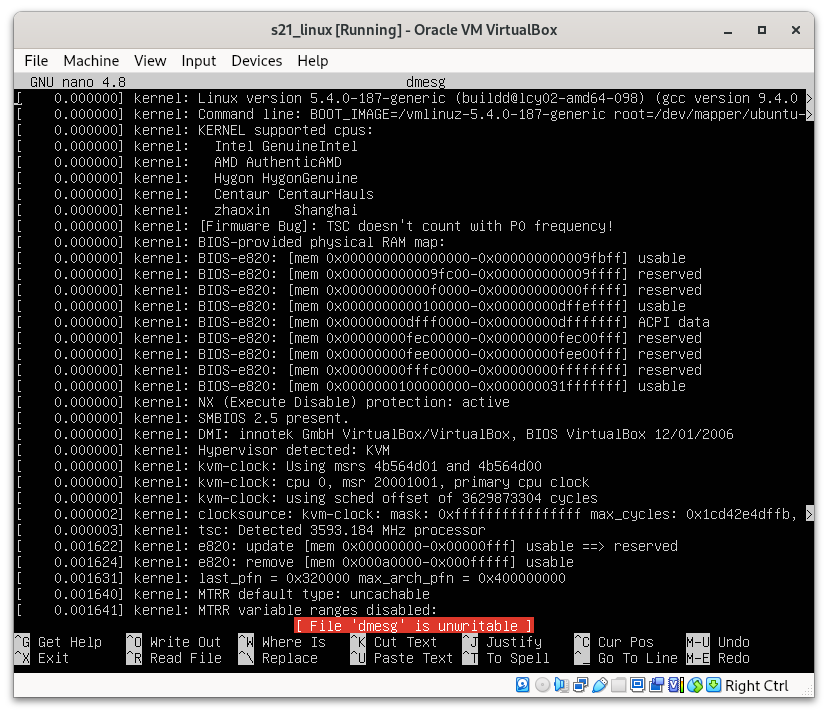 s21_linux [Running] - Oracle VM VirtualBox
File Machine View Input Devices Help
GNU nano 4.8 dmesg
[    0.000000] kernel: Linux version 5.4.0-187-generic (buildd@lcy02-amd64-098) (gcc version 9.4.0 >
[    0.000000] kernel: Command line: BOOT_IMAGE=/vmlinuz-5.4.0-187-generic root=/dev/mapper/ubuntu->
[    0.000000] kernel: KERNEL supported cpus:
[    0.000000] kernel:   Intel GenuineIntel
[    0.000000] kernel:   AMD AuthenticAMD
[    0.000000] kernel:   Hygon HygonGenuine
[    0.000000] kernel:   Centaur CentaurHauls
[    0.000000] kernel:   zhaoxin   Shanghai
[    0.000000] kernel: [Firmware Bug]: TSC doesn't count with P0 frequency!
[    0.000000] kernel: BIOS-provided physical RAM map:
[    0.000000] kernel: BIOS-e820: [mem 0x0000000000000000-0x000000000009fbff] usable
[    0.000000] kernel: BIOS-e820: [mem 0x000000000009fc00-0x000000000009ffff] reserved
[    0.000000] kernel: BIOS-e820: [mem 0x00000000000f0000-0x00000000000fffff] reserved
[    0.000000] kernel: BIOS-e820: [mem 0x0000000000100000-0x00000000dffeffff] usable
[    0.000000] kernel: BIOS-e820: [mem 0x00000000dfff0000-0x00000000dfffffff] ACPI data
[    0.000000] kernel: BIOS-e820: [mem 0x00000000fec00000-0x00000000fec00fff] reserved
[    0.000000] kernel: BIOS-e820: [mem 0x00000000fee00000-0x00000000fee00fff] reserved
[    0.000000] kernel: BIOS-e820: [mem 0x00000000fffc0000-0x00000000ffffffff] reserved
[    0.000000] kernel: BIOS-e820: [mem 0x0000000100000000-0x000000031fffffff] usable
[    0.000000] kernel: NX (Execute Disable) protection: active
[    0.000000] kernel: SMBIOS 2.5 present.
[    0.000000] kernel: DMI: innotek GmbH VirtualBox/VirtualBox, BIOS VirtualBox 12/01/2006
[    0.000000] kernel: Hypervisor detected: KVM
[    0.000000] kernel: kvm-clock: Using msrs 4b564d01 and 4b564d00
[    0.000000] kernel: kvm-clock: cpu 0, msr 20001001, primary cpu clock
[    0.000000] kernel: kvm-clock: using sched offset of 3629873304 cycles
[    0.000002] kernel: clocksource: kvm-clock: mask: 0xffffffffffffffff max_cycles: 0x1cd42e4dffb, >
[    0.000003] kernel: tsc: Detected 3593.184 MHz processor
[    0.001622] kernel: e820: update [mem 0x00000000-0x00000fff] usable ==> reserved
[    0.001624] kernel: e820: remove [mem 0x000a0000-0x000fffff] usable
[    0.001631] kernel: last_pfn = 0x320000 max_arch_pfn = 0x400000000
[    0.001640] kernel: MTRR default type: uncachable
[    0.001641] kernel: MTRR variable ranges disabled:
[ File 'dmesg' is unwritable ]
^G Get Help ^O Write Out ^W Where Is ^K Cut Text ^J Justify ^C Cur Pos M-U Undo
^X Exit ^R Read File ^\ Replace ^U Paste Text ^T To Spell ^_ Go To Line M-E Redo
Right Ctrl